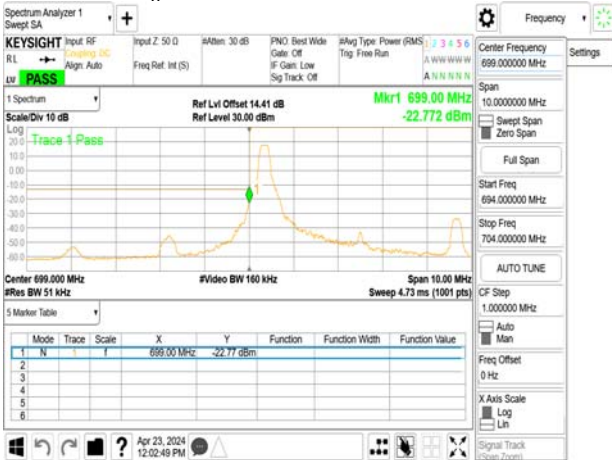 Spectrum Analyzer 1
Swept SA
+
Frequency
KEYSIGHT
Input: RF
Coupling: DC
Align: Auto
Input Z: 50 Ω
Freq Ref: Int (S)
#Atten: 30 dB
PNO: Best Wide
Gate: Off
IF Gain: Low
Sig Track: Off
#Avg Type: Power (RMS
Trig: Free Run
1 2 3 4 5 6
A W W W W W
A N N N N N
RL
PASS
1 Spectrum
Scale/Div 10 dB
Ref Lvl Offset 14.41 dB
Ref Level 30.00 dBm
Mkr1 699.00 MHz
-22.772 dBm
Log
Trace 1 Pass
20.0
10.0
0.00
-10.0
-20.0
-30.0
-40.0
-50.0
-60.0
1
Center 699.000 MHz
#Res BW 51 kHz
#Video BW 160 kHz
Span 10.00 MHz
Sweep 4.73 ms (1001 pts)
5 Marker Table
Mode Trace Scale X Y Function Function Width Function Value
1 N 1 f 699.00 MHz -22.77 dBm
2
3
4
5
6
Apr 23, 2024
12:02:49 PM
Center Frequency
699.000000 MHz
Settings
Span
10.0000000 MHz
Swept Span
Zero Span
Full Span
Start Freq
694.000000 MHz
Stop Freq
704.000000 MHz
AUTO TUNE
CF Step
1.000000 MHz
Auto
Man
Freq Offset
0 Hz
X Axis Scale
Log
Lin
Signal Track
(Span Zoom)